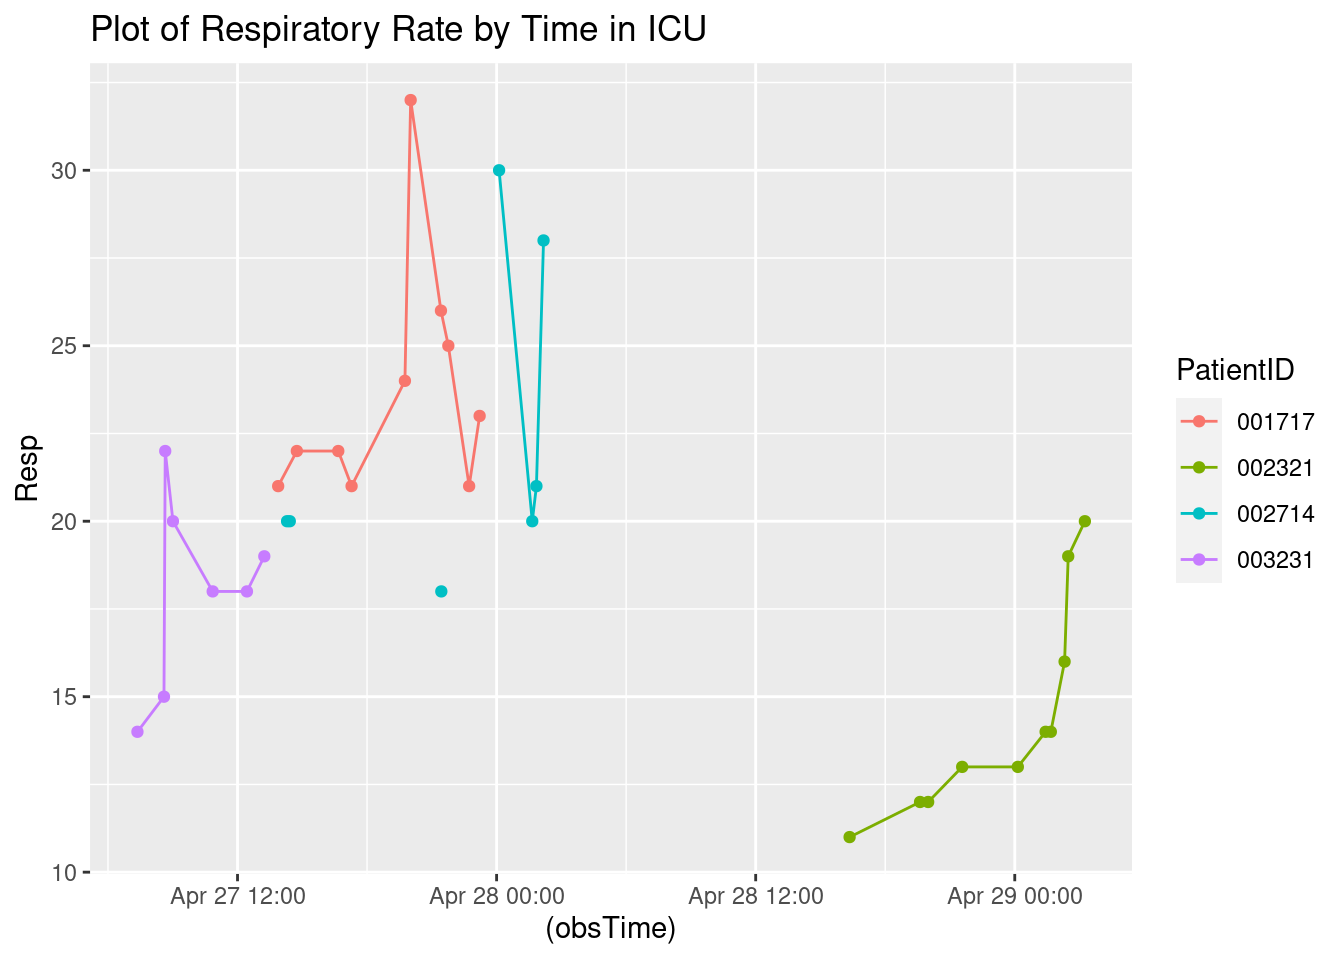 Plot of Respiratory Rate by Time in ICU
30
25
20
15
10
Resp
Apr 27 12:00
Apr 28 00:00
Apr 28 12:00
Apr 29 00:00
(obsTime)
PatientID
001717
002321
002714
003231